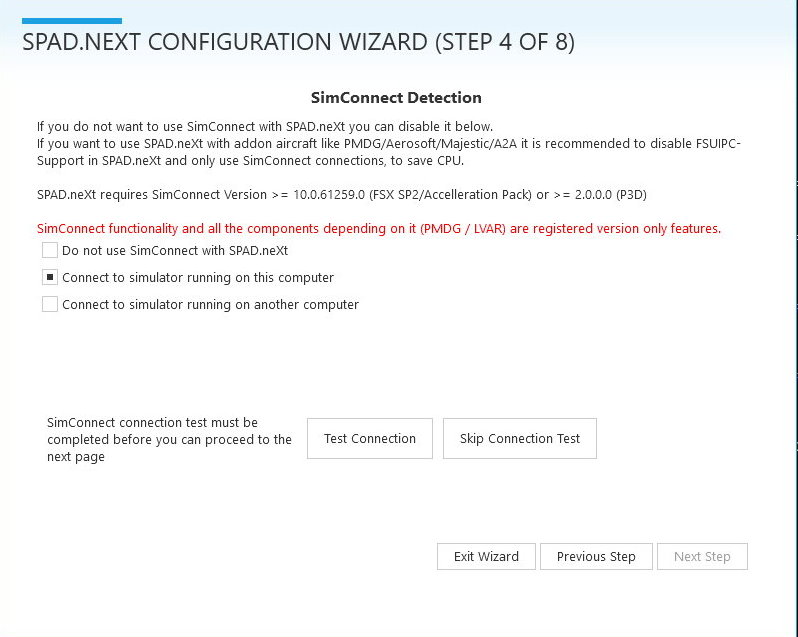 SPAD.NEXT CONFIGURATION WIZARD (STEP 4 OF 8)
SimConnect Detection
If you do not want to use SimConnect with SPAD.neXt you can disable it below.
If you want to use SPAD.neXt with addon aircraft like PMDG/Aerosoft/Majestic/A2A it is recommended to disable FSUIPC-
Support in SPAD.neXt and only use SimConnect connections, to save CPU.
SPAD.neXt requires SimConnect Version >= 10.0.61259.0 (FSX SP2/Accelleration Pack) or >= 2.0.0.0 (P3D)
SimConnect functionality and all the components depending on it (PMDG / LVAR) are registered version only features.
Do not use SimConnect with SPAD.neXt
Connect to simulator running on this computer
Connect to simulator running on another computer
SimConnect connection test must be
completed before you can proceed to the
next page
Test Connection
Skip Connection Test
Exit Wizard
Previous Step
Next Step